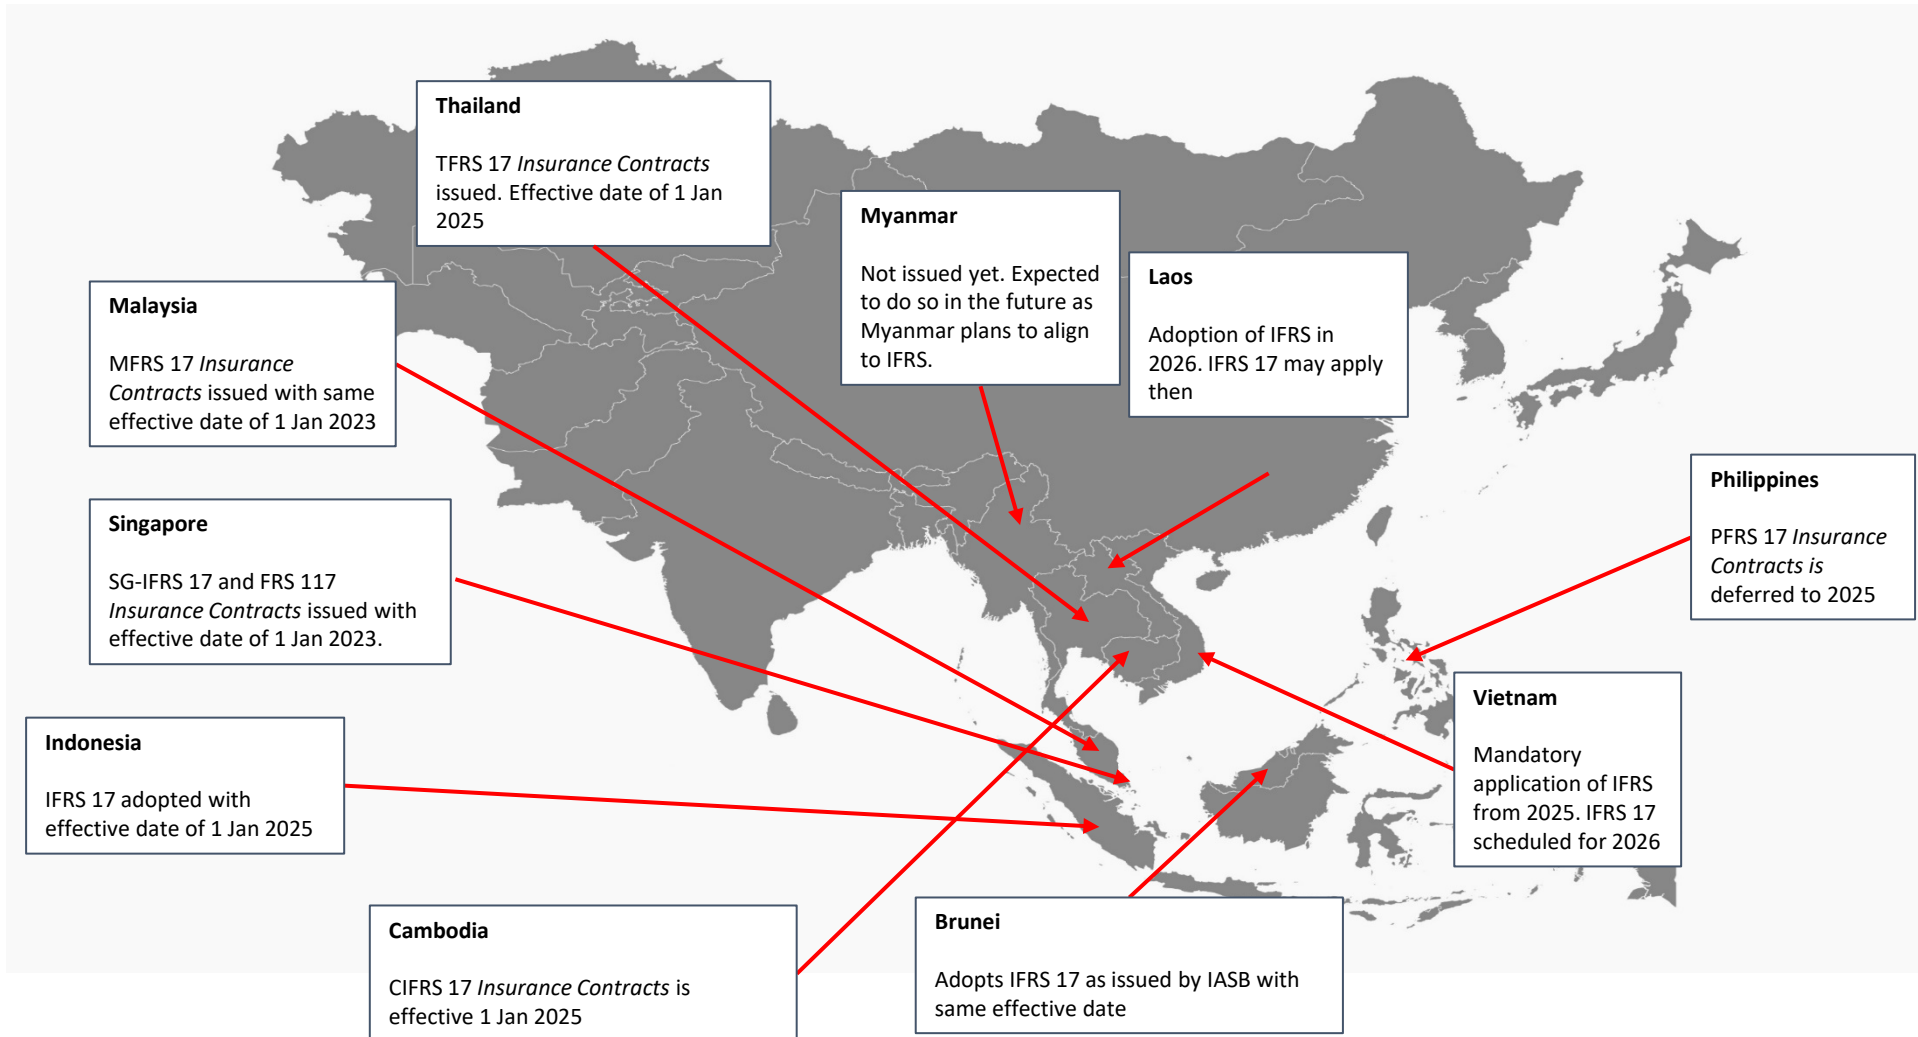 Thailand
TFRS 17 Insurance Contracts
issued. Effective date of 1 Jan
2025
Myanmar
Not issued yet. Expected
to do so in the future as
Myanmar plans to align
to IFRS.
Laos
Adoption of IFRS in
2026. IFRS 17 may apply
then
Malaysia
MFRS 17 Insurance
Contracts issued with same
effective date of 1 Jan 2023
Philippines
PFRS 17 Insurance
Contracts is
deferred to 2025
Singapore
SG-IFRS 17 and FRS 117
Insurance Contracts issued with
effective date of 1 Jan 2023.
Vietnam
Mandatory
application of IFRS
from 2025. IFRS 17
scheduled for 2026
Indonesia
IFRS 17 adopted with
effective date of 1 Jan 2025
Cambodia
CIFRS 17 Insurance Contracts is
effective 1 Jan 2025
Brunei
Adopts IFRS 17 as issued by IASB with
same effective date